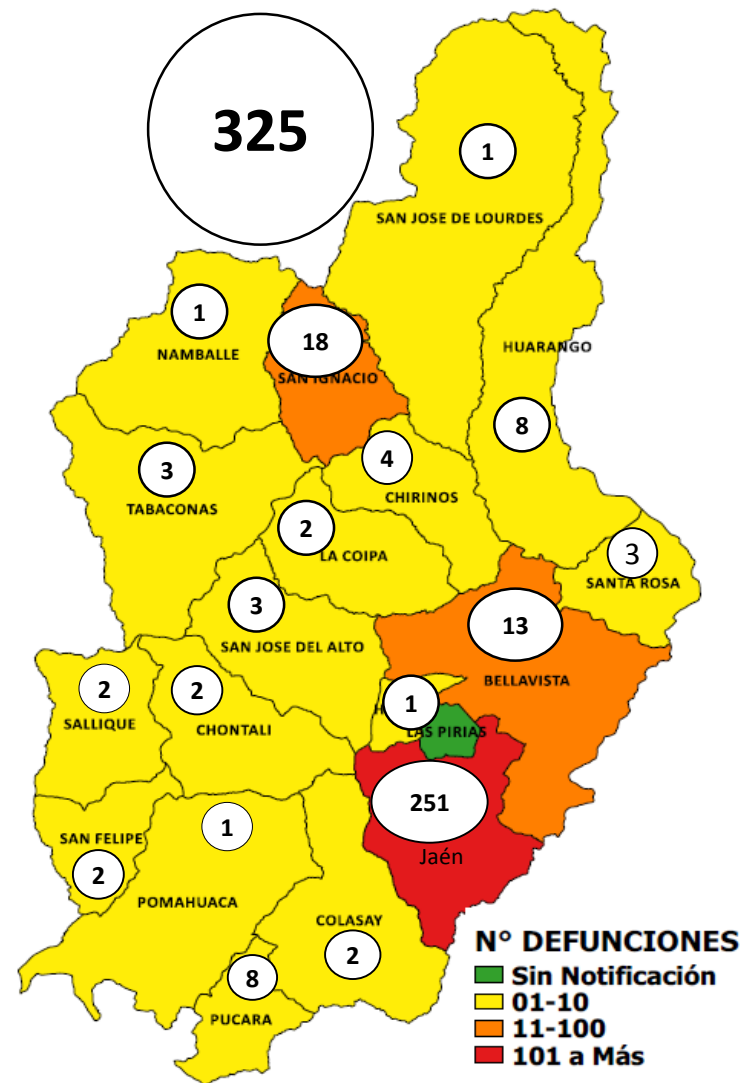 325
1
SAN JOSE DE LOURDES
1
NAMBALLE
18
SAN IGNACIO
HUARANGO
8
4
CHIRINOS
3
TABACONAS
2
LA COIPA
3
SANTA ROSA
3
SAN JOSE DEL ALTO
13
BELLAVISTA
2
SALLIQUE
2
CHONTALI
1
LAS PIRIAS
251
Jaén
1
POMAHUACA
SAN FELIPE
2
COLASAY
2
8
PUCARA
N° DEFUNCIONES
Sin Notificación
01-10
11-100
101 a Más